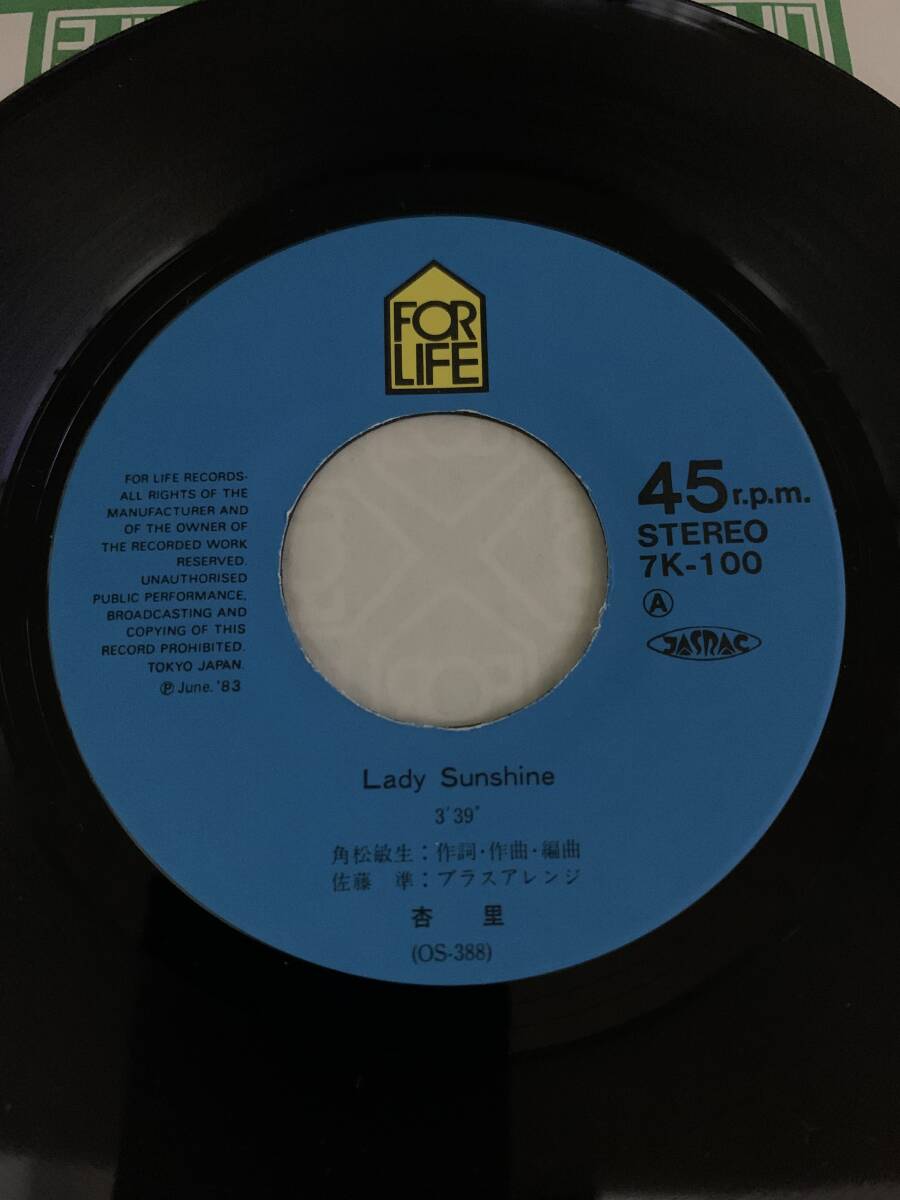 FOR
LIFE
FOR LIFE RECORDS-
ALL RIGHTS OF THE
MANUFACTURER AND
OF THE OWNER OF
THE RECORDED WORK
RESERVED.
UNAUTHORISED
PUBLIC PERFORMANCE,
BROADCASTING AND
COPYING OF THIS
RECORD PROHIBITED.
TOKYO JAPAN.
℗ June. '83
45 r.p.m.
STEREO
7K-100
Ⓐ
JASRAC
Lady Sunshine
3'39"
角松敏生：作詞・作曲・編曲
佐藤 準：ブラスアレンジ
杏 里
(OS-388)